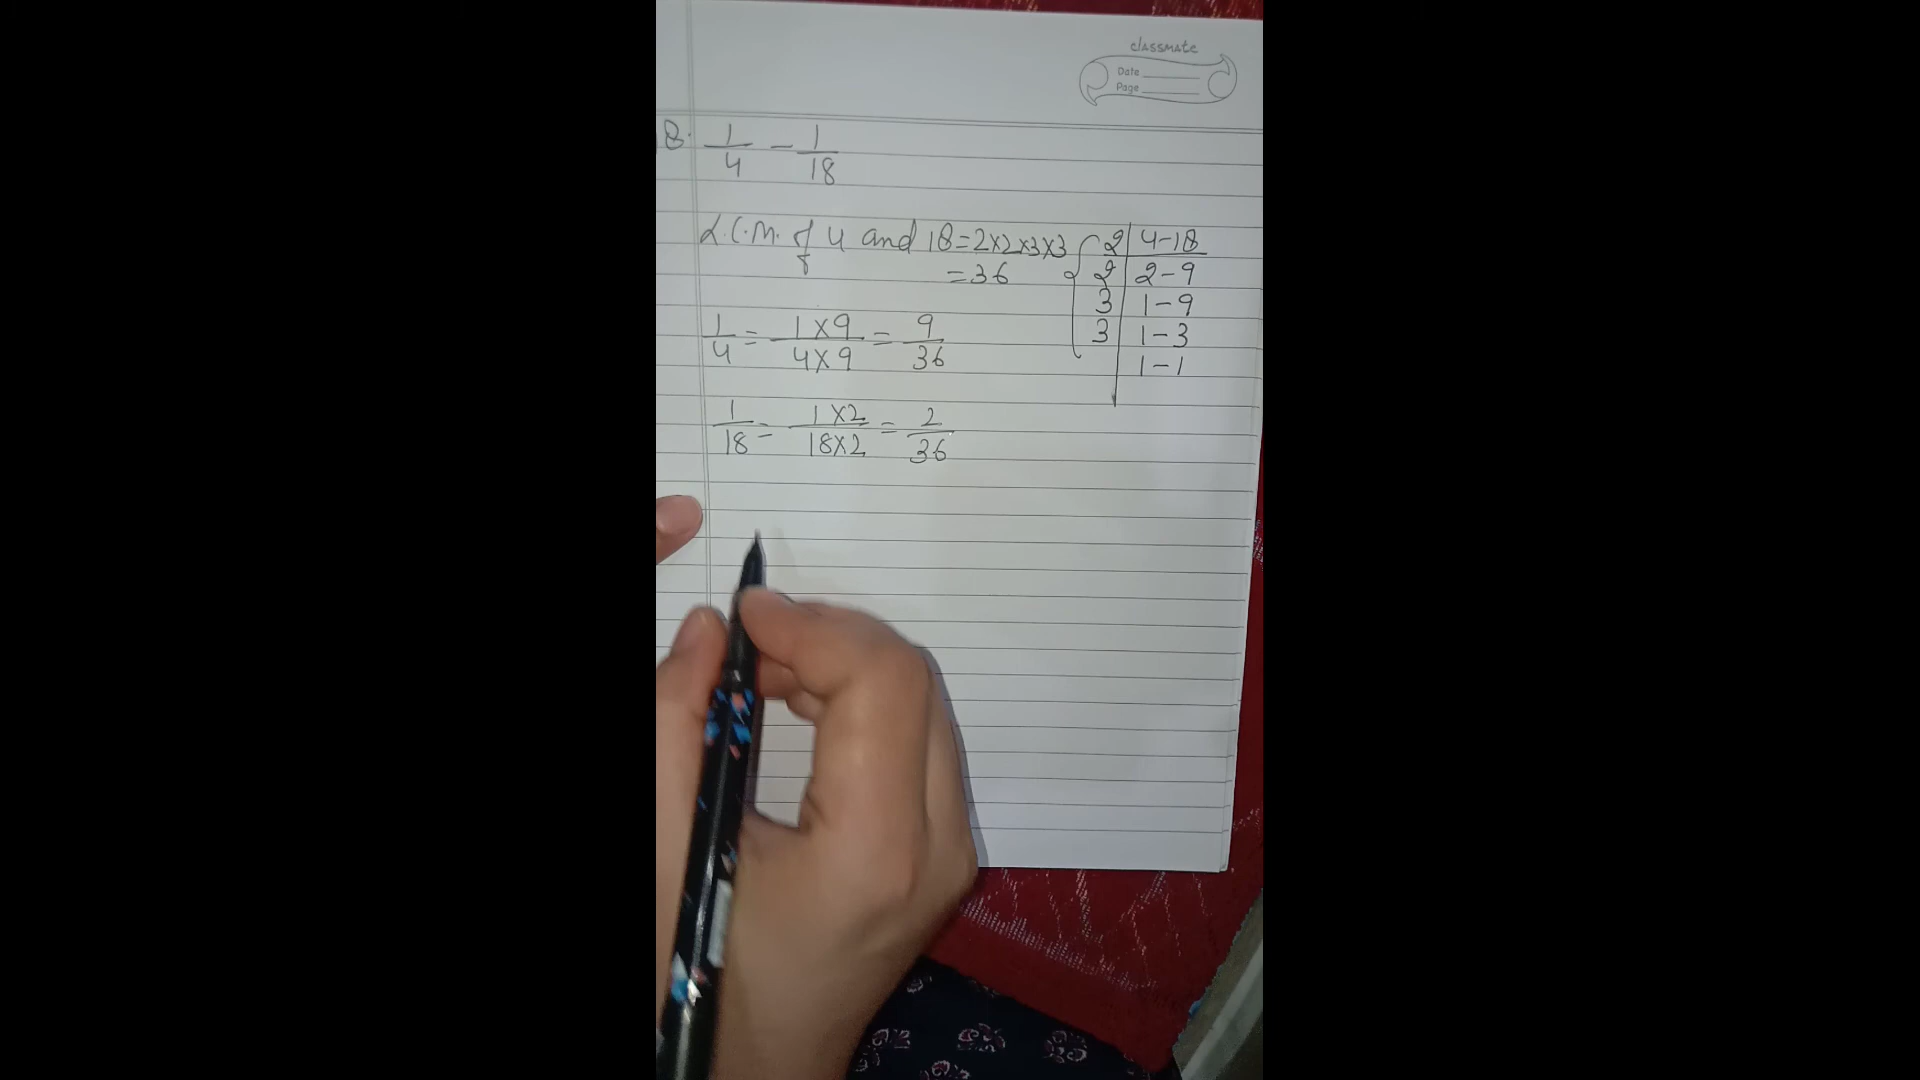 classmate
Date
Page
8. 1/4 - 1/18
L.C.M. of 4 and 18 = 2×2×3×3
= 36
2 | 4-18
2 | 2-9
3 | 1-9
3 | 1-3
1-1
1/4 = 1×9/4×9 = 9/36
1/18 = 1×2/18×2 = 2/36